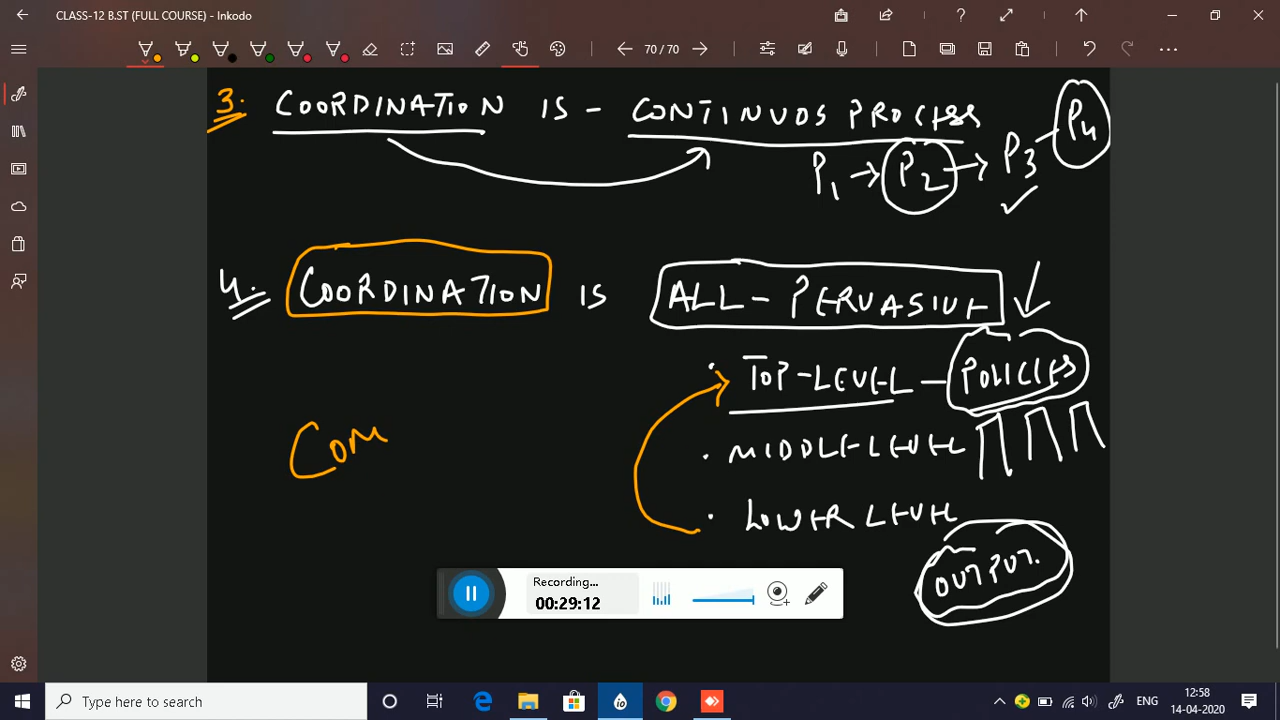 CLASS-12 B.ST (FULL COURSE) - Inkodo
70 / 70
3. COORDINATION IS - CONTINUOS PROCESS
P1 → P2 → P3 - P4
4. COORDINATION IS ALL - PERVASIVE
• TOP-LEVEL - POLICIES
• MIDDLE-LEVEL
COM
• LOWER LEVEL
OUTPUT.
Recording...
00:29:12
Type here to search
ENG
12:58
14-04-2020